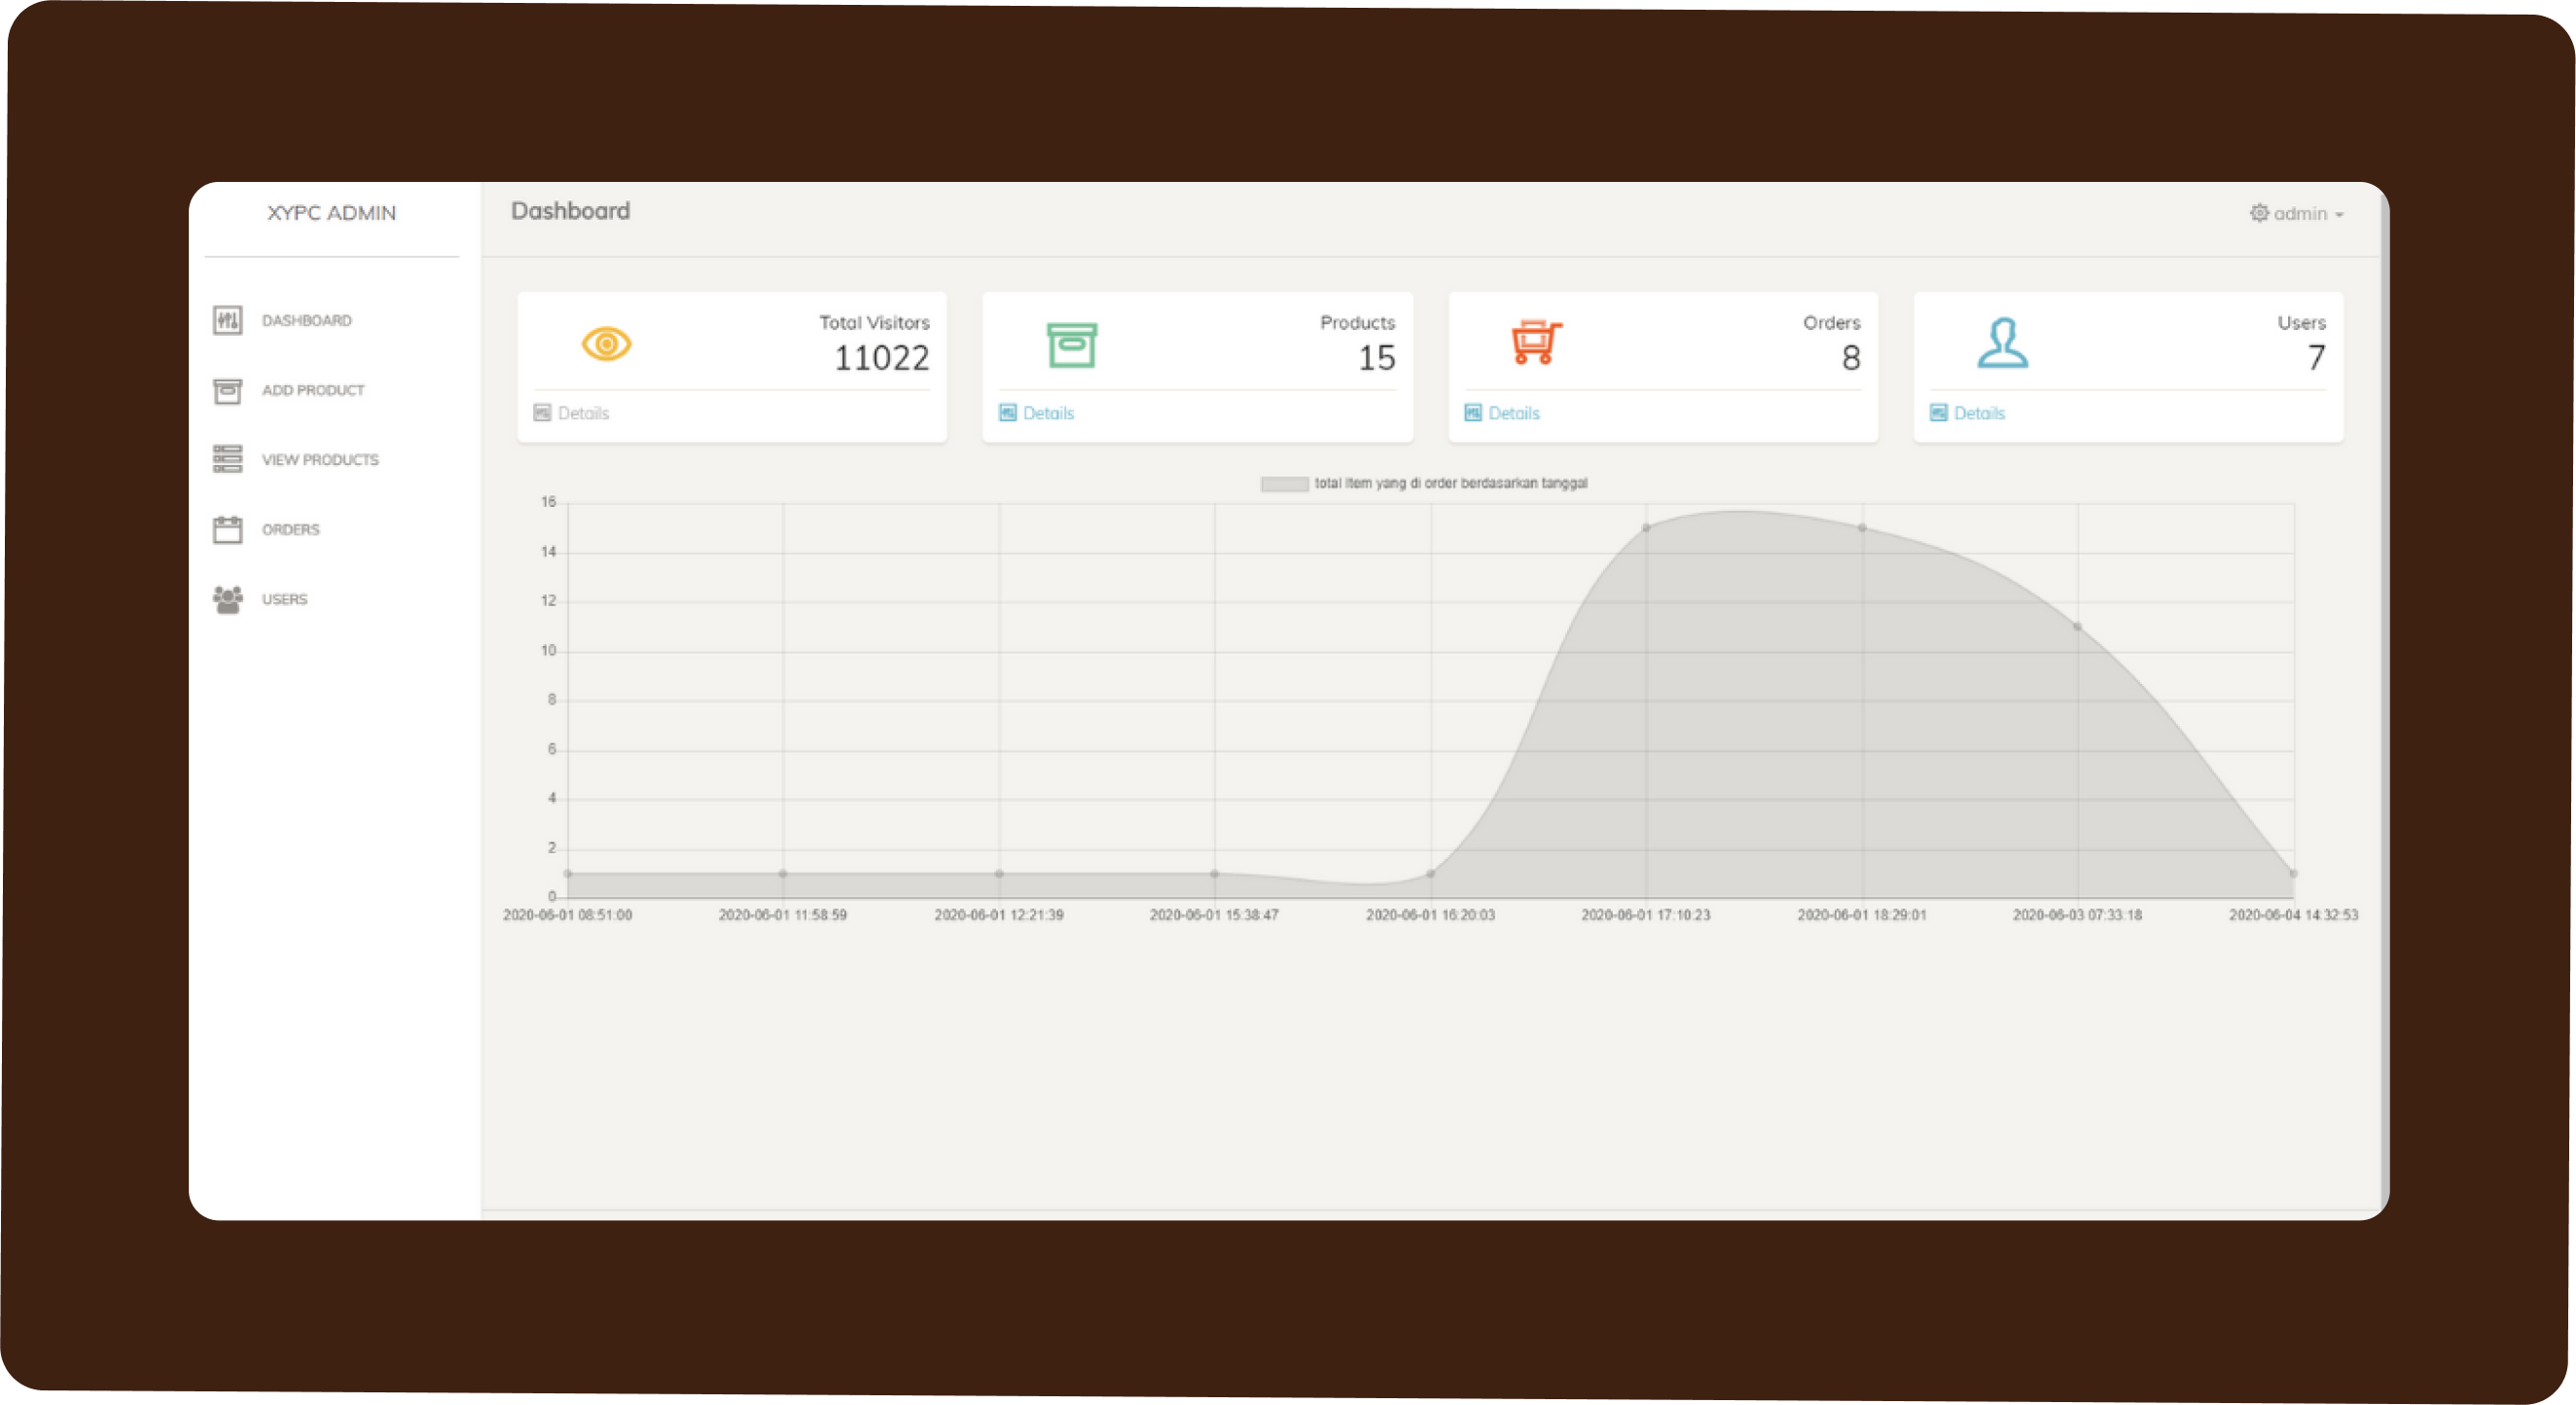 XYPC ADMIN
DASHBOARD
ADD PRODUCT
VIEW PRODUCTS
ORDERS
USERS
Dashboard
admin
Total Visitors
11022
Details
Products
15
Details
Orders
8
Details
Users
7
Details
total item yang di order berdasarkan tanggal
16
14
12
10
8
6
4
2
0
2020-06-01 08:51:00 2020-06-01 11:58:59 2020-06-01 12:21:39 2020-06-01 15:38:47 2020-06-01 16:20:03 2020-06-01 17:10:23 2020-06-01 18:29:01 2020-06-03 07:33:18 2020-06-04 14:32:53